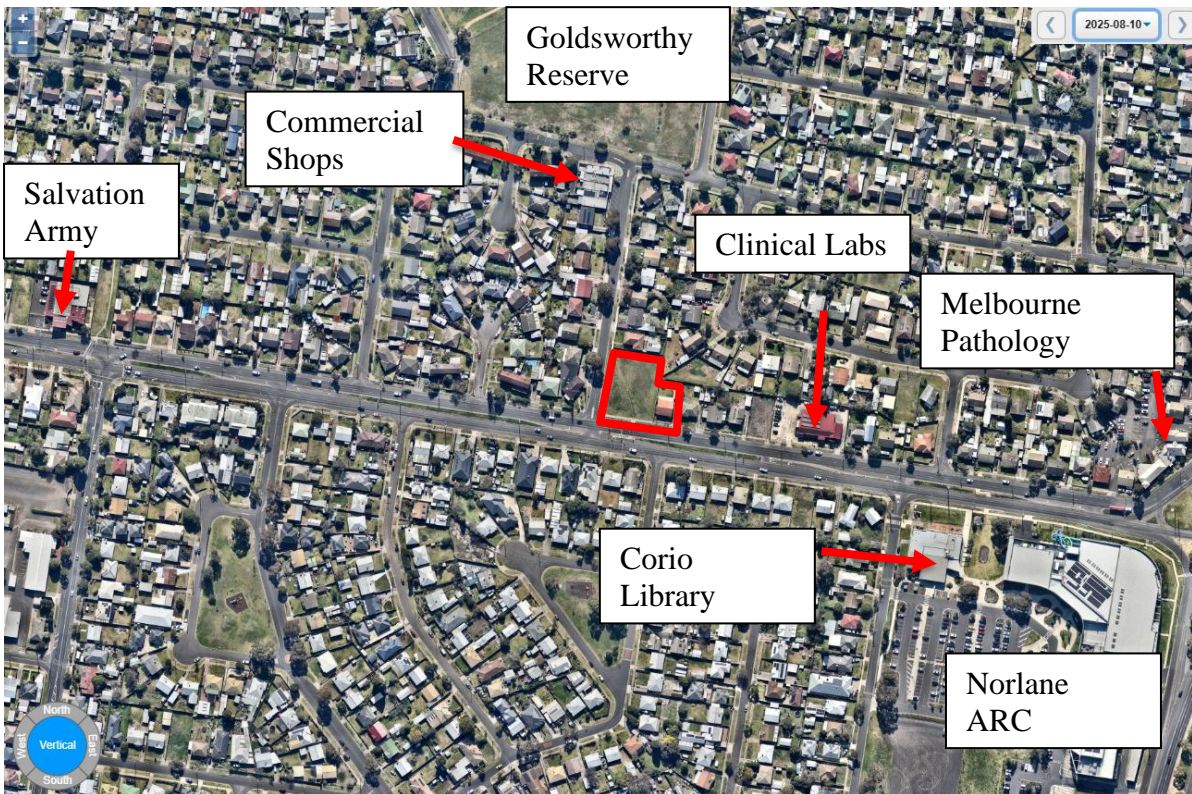 +
−
2025-08-10
Goldsworthy
Reserve
Commercial
Shops
Salvation
Army
Clinical Labs
Melbourne
Pathology
Corio
Library
Norlane
ARC
North
West
Vertical
East
South